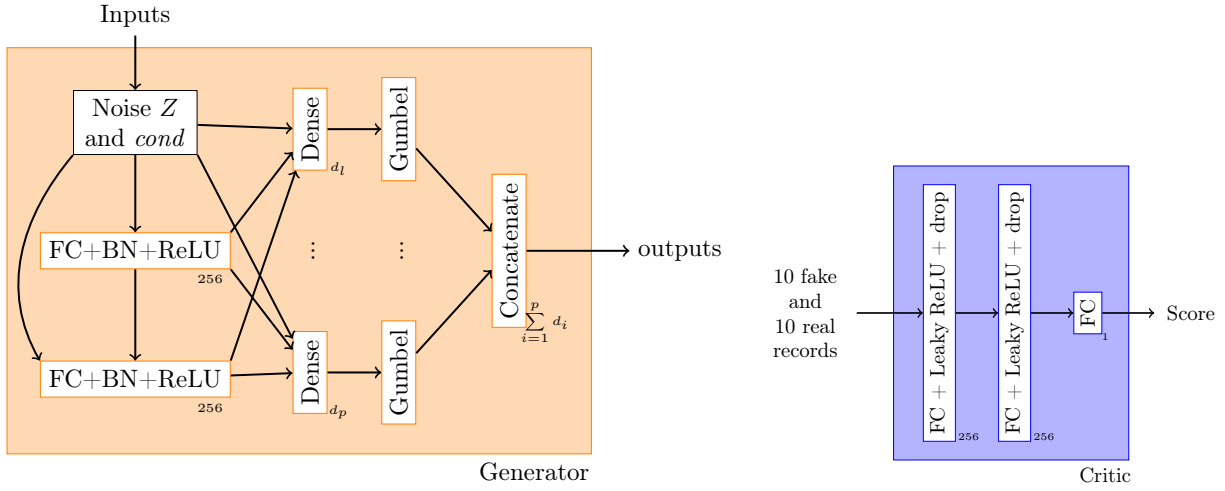 Inputs
Noise Z
and cond
FC+BN+ReLU
256
FC+BN+ReLU
256
Dense
d_l
Gumbel
⋮
⋮
Dense
d_p
Gumbel
Concatenate
p
∑ d_i
i=1
outputs
Generator
10 fake
and
10 real
records
FC + Leaky ReLU + drop
256
FC + Leaky ReLU + drop
256
FC
1
Score
Critic